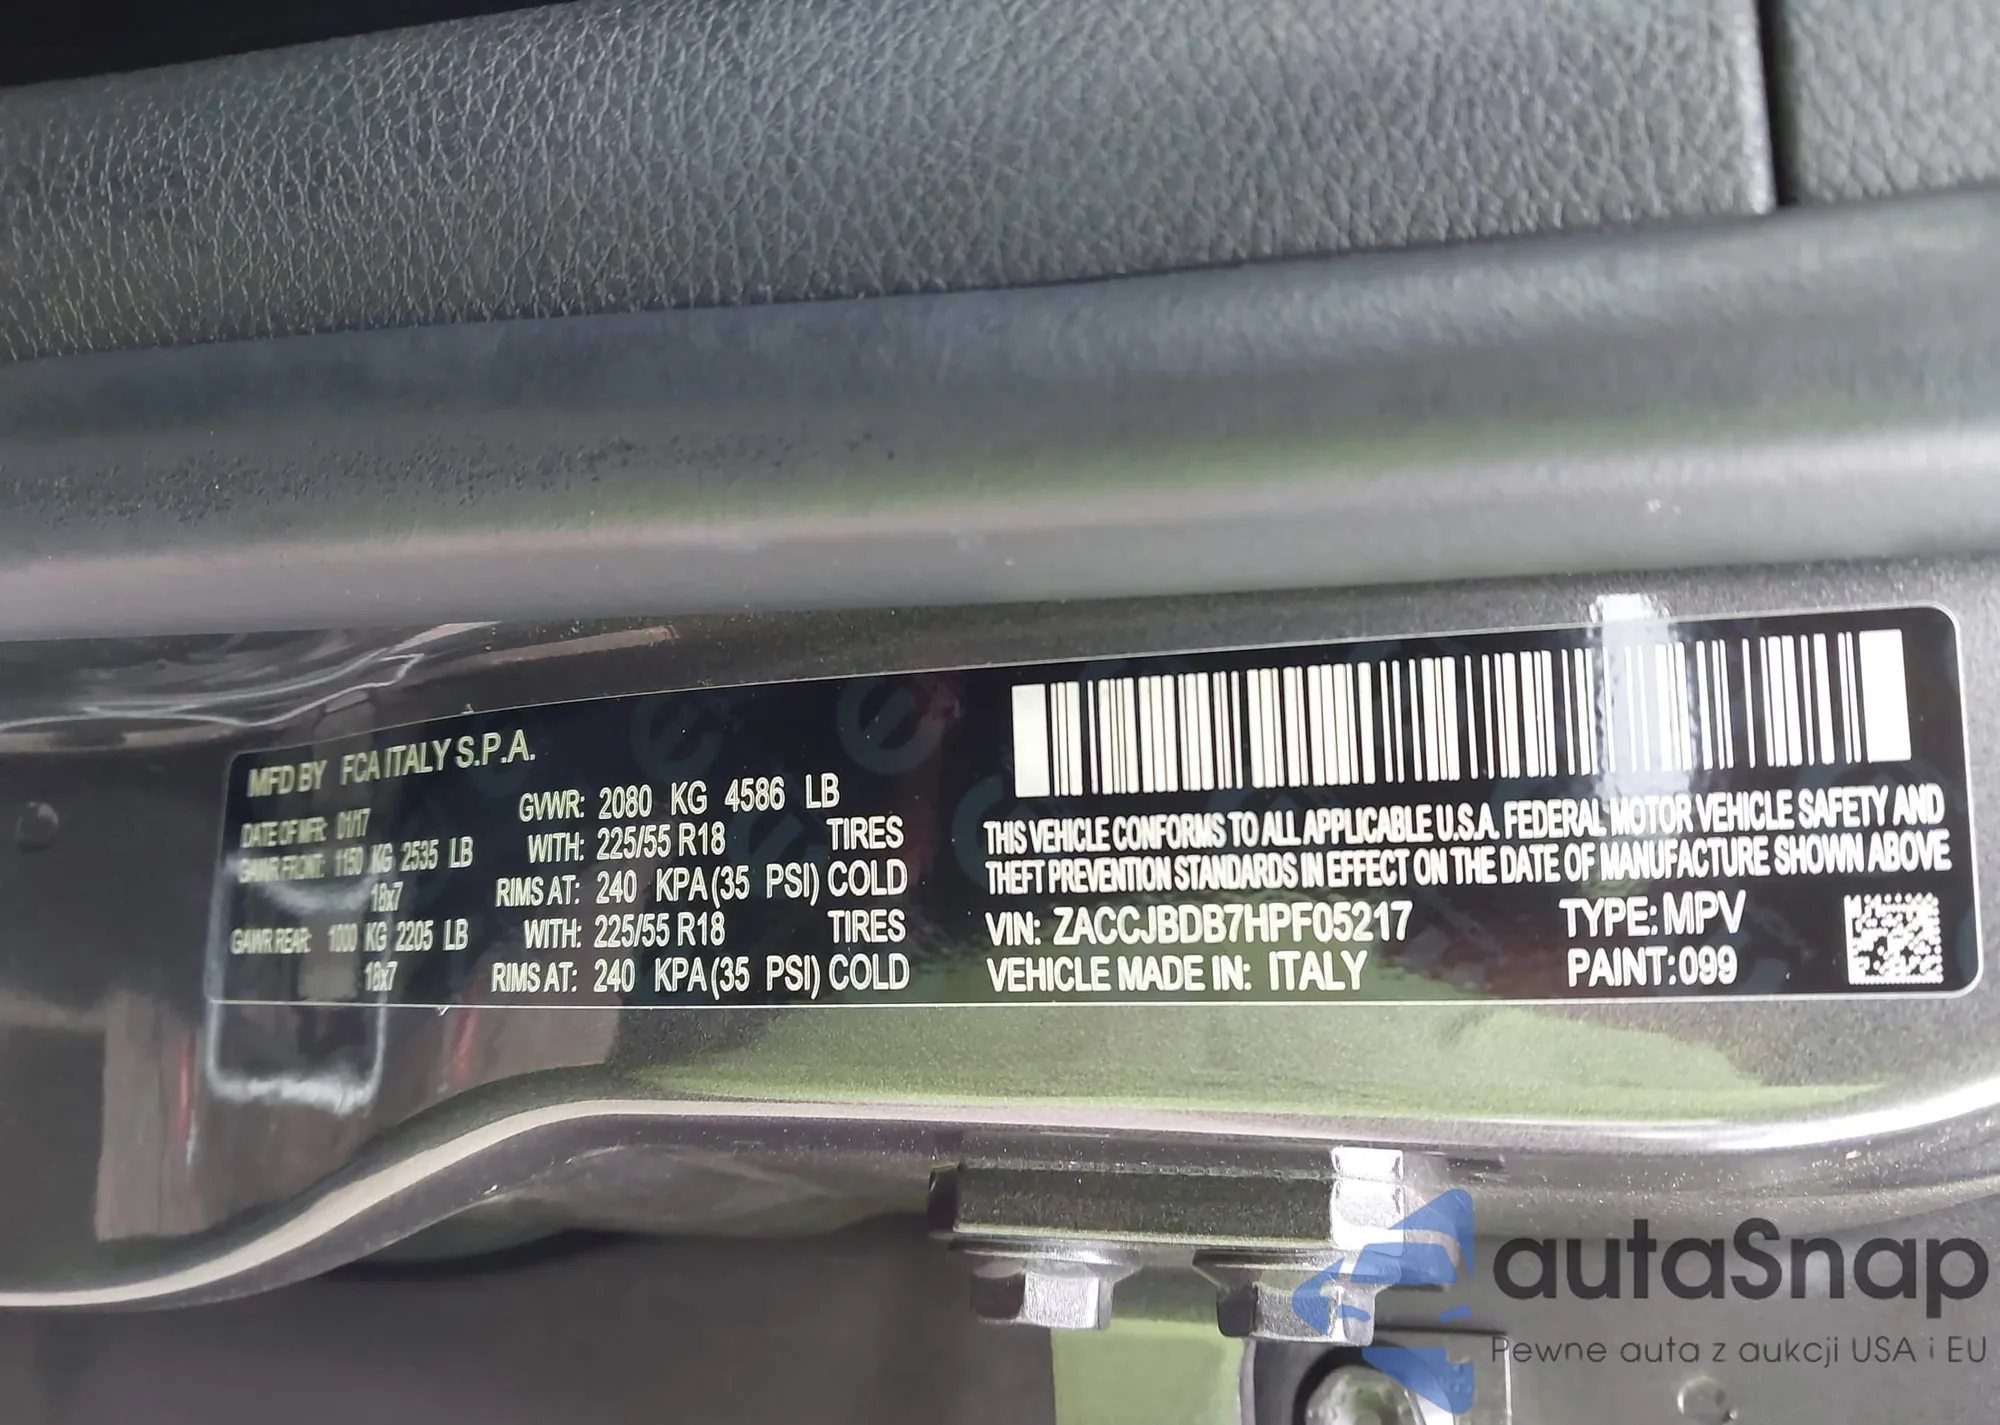 MFD BY FCA ITALY S.P.A.
DATE OF MFR: 01/17 GVWR: 2080 KG 4586 LB
GAWR FRONT: 1150 KG 2535 LB WITH: 225/55 R18 TIRES
18x7 RIMS AT: 240 KPA (35 PSI) COLD
GAWR REAR: 1000 KG 2205 LB WITH: 225/55 R18 TIRES
18x7 RIMS AT: 240 KPA (35 PSI) COLD
THIS VEHICLE CONFORMS TO ALL APPLICABLE U.S.A. FEDERAL MOTOR VEHICLE SAFETY AND
THEFT PREVENTION STANDARDS IN EFFECT ON THE DATE OF MANUFACTURE SHOWN ABOVE
VIN: ZACCJBDB7HPF05217 TYPE: MPV
VEHICLE MADE IN: ITALY PAINT: 099
autaSnap
Pewne auta z aukcji USA i EU